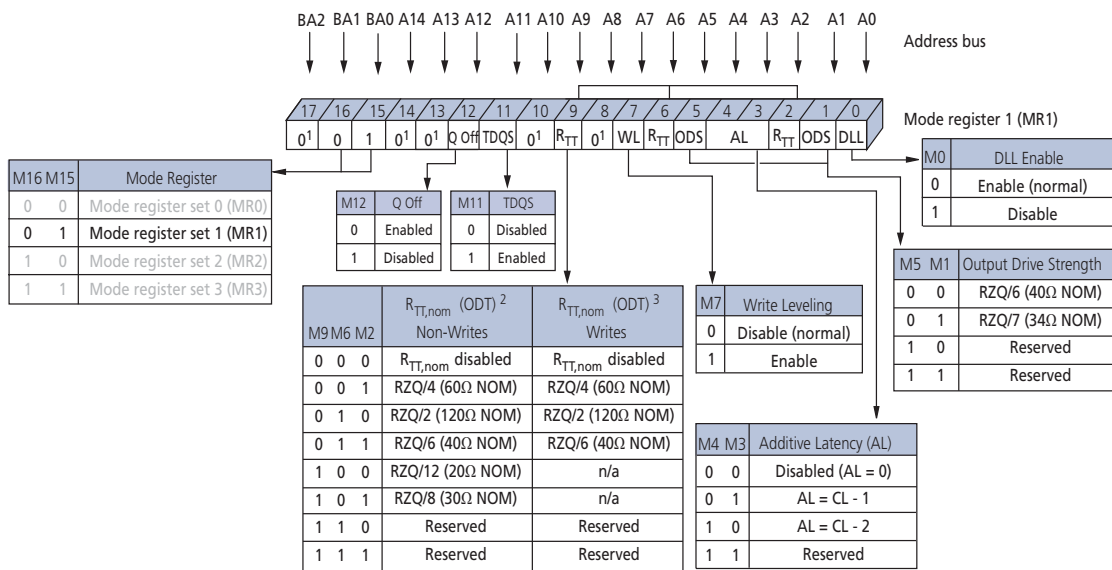 BA2 BA1 BA0 A14 A13 A12 A11 A10 A9 A8 A7 A6 A5 A4 A3 A2 A1 A0
Address bus
17 16 15 14 13 12 11 10 9 8 7 6 5 4 3 2 1 0
Mode register 1 (MR1)
0¹ 0 1 0¹ 0¹ Q Off TDQS 0¹ RTT 0¹ WL RTT ODS AL RTT ODS DLL
M16 M15 Mode Register
0 0 Mode register set 0 (MR0)
0 1 Mode register set 1 (MR1)
1 0 Mode register set 2 (MR2)
1 1 Mode register set 3 (MR3)
M12 Q Off
0 Enabled
1 Disabled
M11 TDQS
0 Disabled
1 Enabled
M0 DLL Enable
0 Enable (normal)
1 Disable
M5 M1 Output Drive Strength
0 0 RZQ/6 (40Ω NOM)
0 1 RZQ/7 (34Ω NOM)
1 0 Reserved
1 1 Reserved
RTT,nom (ODT) ² RTT,nom (ODT) ³
M9 M6 M2 Non-Writes Writes
0 0 0 RTT,nom disabled RTT,nom disabled
0 0 1 RZQ/4 (60Ω NOM) RZQ/4 (60Ω NOM)
0 1 0 RZQ/2 (120Ω NOM) RZQ/2 (120Ω NOM)
0 1 1 RZQ/6 (40Ω NOM) RZQ/6 (40Ω NOM)
1 0 0 RZQ/12 (20Ω NOM) n/a
1 0 1 RZQ/8 (30Ω NOM) n/a
1 1 0 Reserved Reserved
1 1 1 Reserved Reserved
M7 Write Leveling
0 Disable (normal)
1 Enable
M4 M3 Additive Latency (AL)
0 0 Disabled (AL = 0)
0 1 AL = CL - 1
1 0 AL = CL - 2
1 1 Reserved